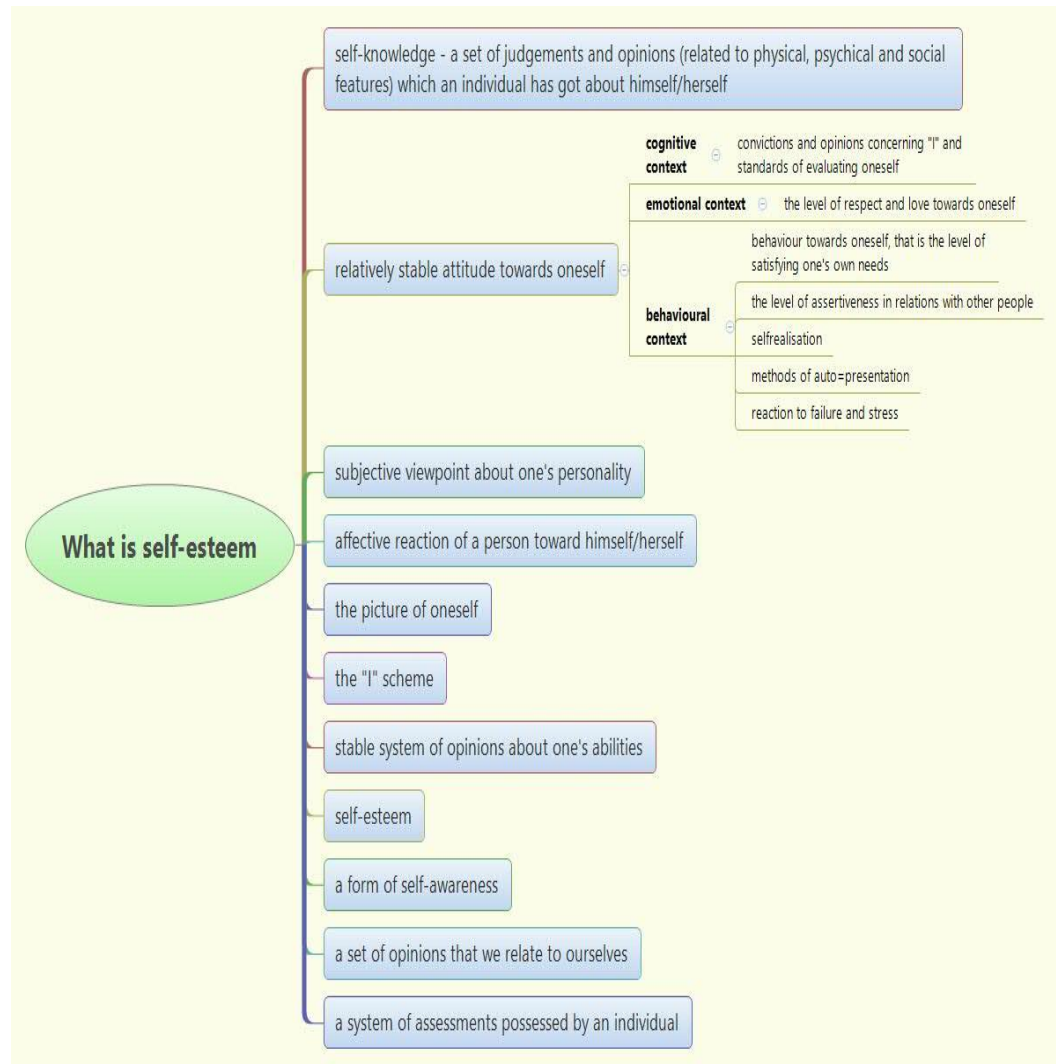 What is self-esteem
self-knowledge - a set of judgements and opinions (related to physical, psychical and social
features) which an individual has got about himself/herself
relatively stable attitude towards oneself
cognitive
context
convictions and opinions concerning "I" and
standards of evaluating oneself
emotional context
the level of respect and love towards oneself
behavioural
context
behaviour towards oneself, that is the level of
satisfying one's own needs
the level of assertiveness in relations with other people
selfrealisation
methods of auto=presentation
reaction to failure and stress
subjective viewpoint about one's personality
affective reaction of a person toward himself/herself
the picture of oneself
the "I" scheme
stable system of opinions about one's abilities
self-esteem
a form of self-awareness
a set of opinions that we relate to ourselves
a system of assessments possessed by an individual